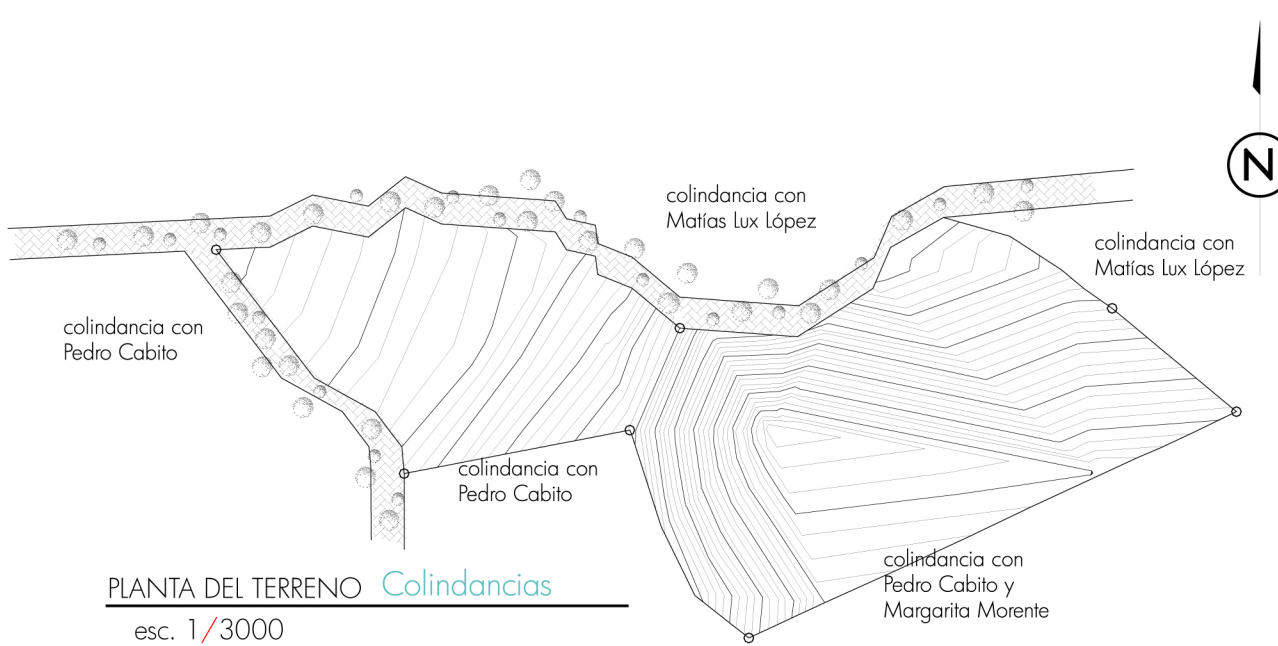 colindancia con
Matías Lux López
N
colindancia con
Matías Lux López
colindancia con
Pedro Cabito
colindancia con
Pedro Cabito
colindancia con
Pedro Cabito y
Margarita Morente
PLANTA DEL TERRENO Colindancias
esc. 1/3000